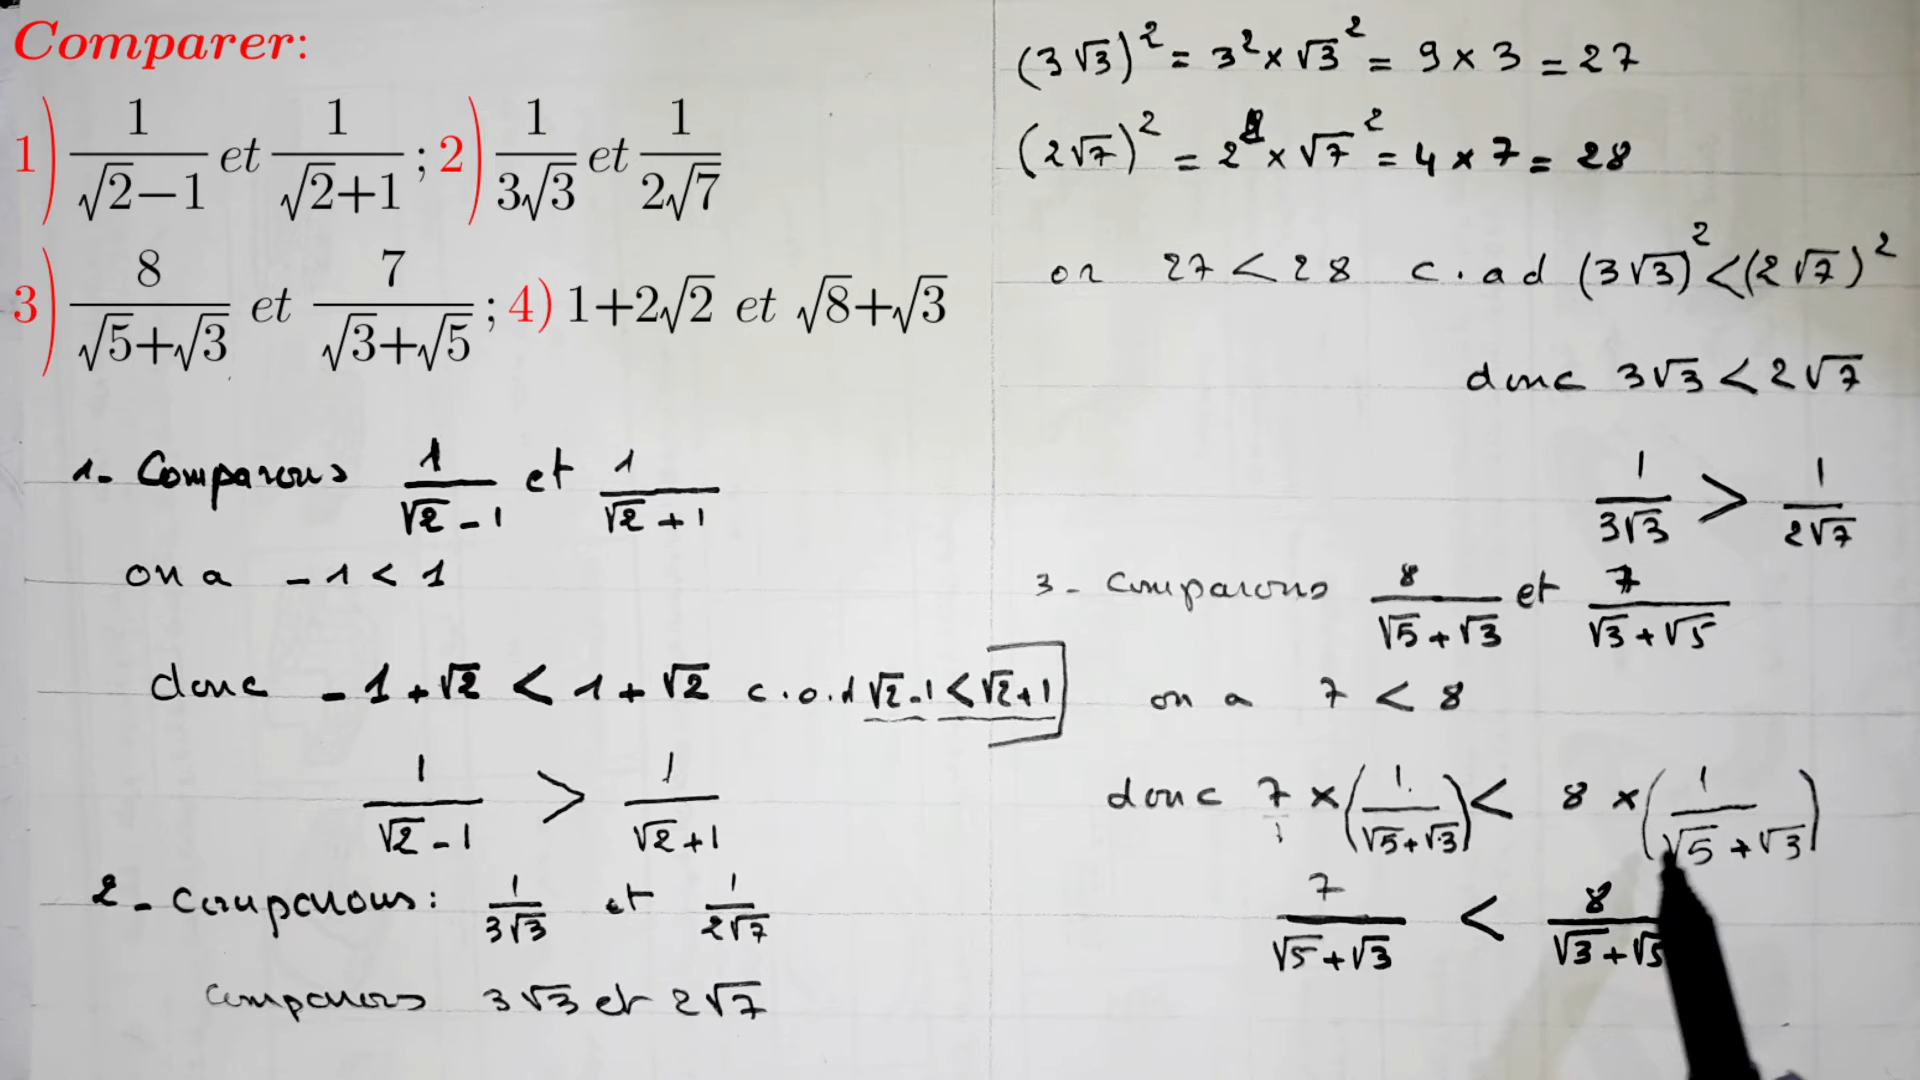 Comparer:
1) 1/(√2−1) et 1/(√2+1) ; 2) 1/(3√3) et 1/(2√7)
3) 8/(√5+√3) et 7/(√3+√5) ; 4) 1+2√2 et √8+√3
1- Comparons 1/(√2 - 1) et 1/(√2 + 1)
on a -1 < 1
donc -1+√2 < 1+√2 c.a.d √2-1 < √2+1
1/(√2 - 1) > 1/(√2+1)
2- Comparons : 1/(3√3) et 1/(2√7)
comparons 3√3 et 2√7
(3√3)² = 3² × √3² = 9 × 3 = 27
(2√7)² = 2² × √7² = 4 × 7 = 28
or 27 < 28 c.ad (3√3)² < (2√7)²
donc 3√3 < 2√7
1/(3√3) > 1/(2√7)
3- Comparons 8/(√5+√3) et 7/(√3+√5)
on a 7 < 8
donc 7/1 × (1/(√5+√3)) < 8 × (1/(√5+√3))
7/(√5+√3) < 8/(√3+√5)